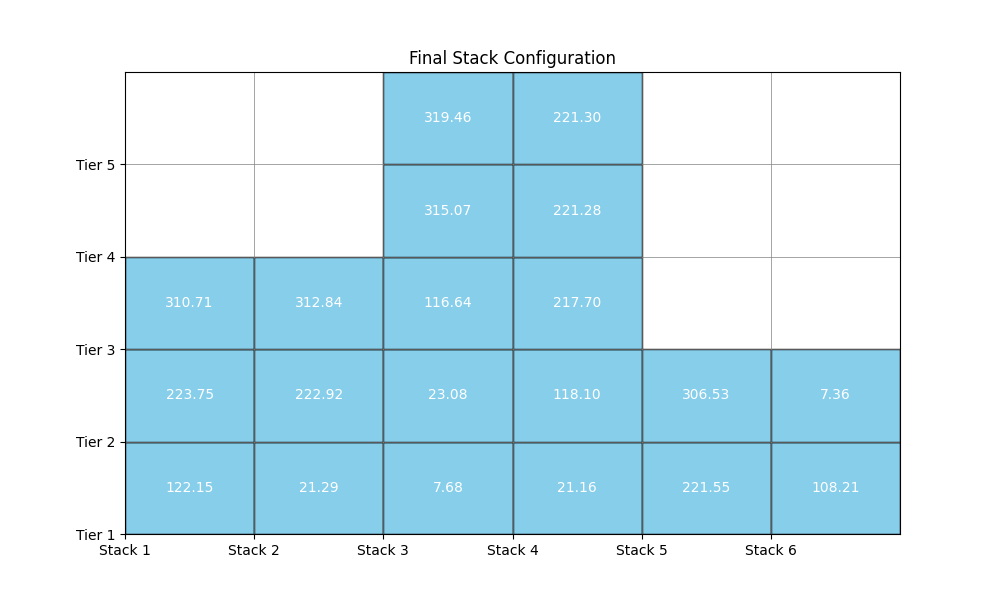 Final Stack Configuration
319.46 221.30
Tier 5
315.07 221.28
Tier 4
310.71 312.84 116.64 217.70
Tier 3
223.75 222.92 23.08 118.10 306.53 7.36
Tier 2
122.15 21.29 7.68 21.16 221.55 108.21
Tier 1
Stack 1 Stack 2 Stack 3 Stack 4 Stack 5 Stack 6